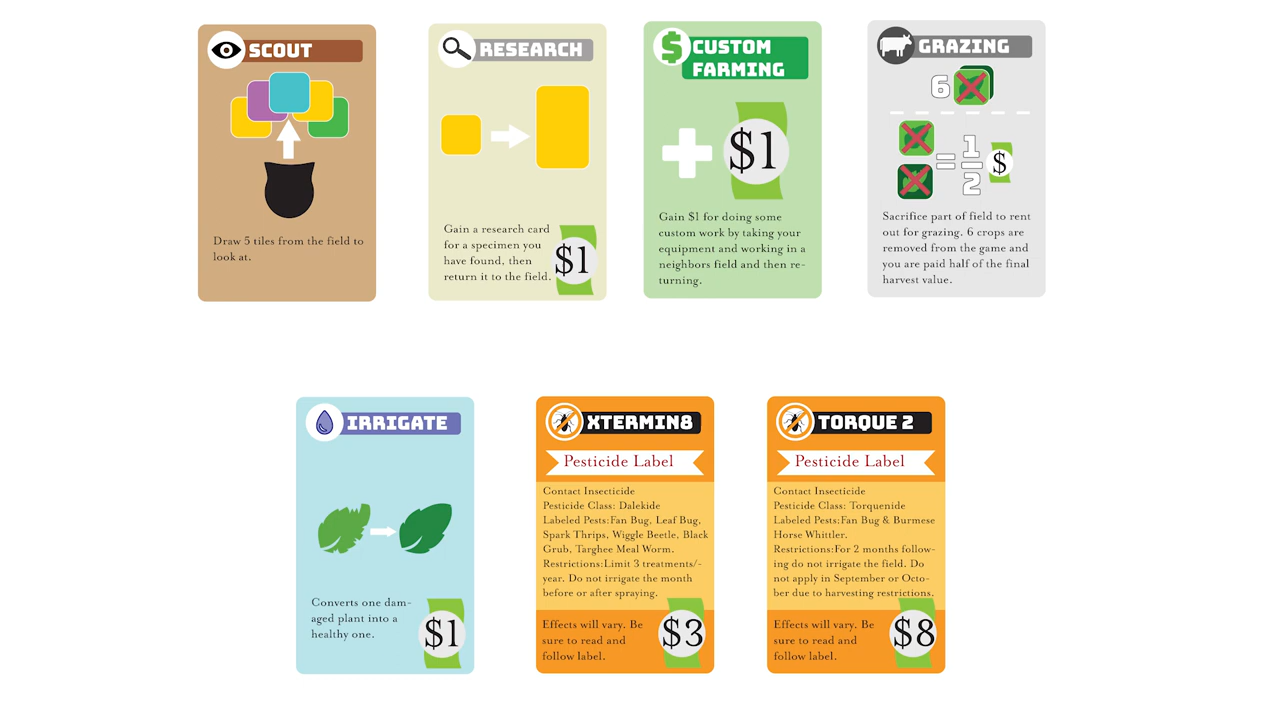 SCOUT
Draw 5 tiles from the field to
look at.
RESEARCH
Gain a research card
for a specimen you
have found, then
return it to the field.
$1
CUSTOM
FARMING
$1
Gain $1 for doing some
custom work by taking your
equipment and working in a
neighbors field and then re-
turning.
GRAZING
6
= 1/2 $
Sacrifice part of field to rent
out for grazing. 6 crops are
removed from the game and
you are paid half of the final
harvest value.
IRRIGATE
Converts one dam-
aged plant into a
healthy one.
$1
XTERMIN8
Pesticide Label
Contact Insecticide
Pesticide Class: Dalekide
Labeled Pests:Fan Bug, Leaf Bug,
Spark Thrips, Wiggle Beetle, Black
Grub, Targhee Meal Worm.
Restrictions:Limit 3 treatments/-
year. Do not irrigate the month
before or after spraying.
Effects will vary. Be
sure to read and
follow label.
$3
TORQUE 2
Pesticide Label
Contact Insecticide
Pesticide Class: Torquenide
Labeled Pests:Fan Bug & Burmese
Horse Whittler.
Restrictions:For 2 months follow-
ing do not irrigate the field. Do
not apply in September or Octo-
ber due to harvesting restrictions.
Effects will vary. Be
sure to read and
follow label.
$8